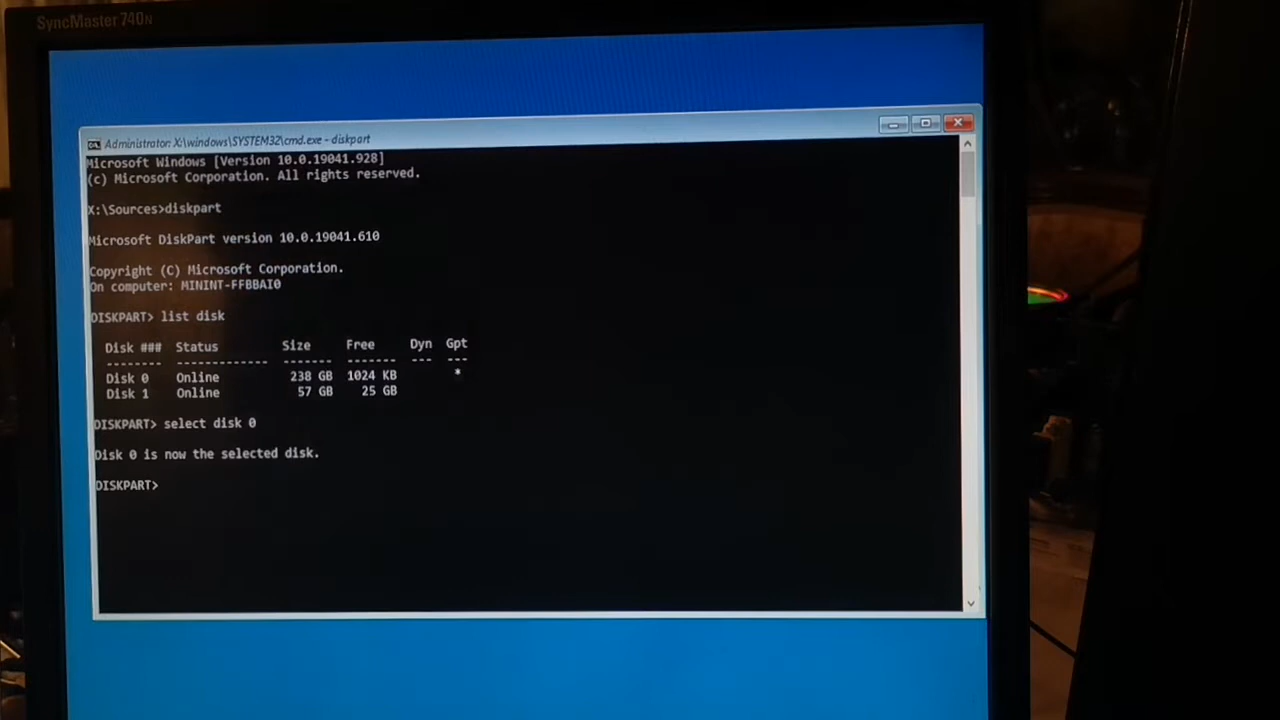 SyncMaster 740N
Administrator: X:\windows\SYSTEM32\cmd.exe - diskpart
Microsoft Windows [Version 10.0.19041.928]
(c) Microsoft Corporation. All rights reserved.
X:\Sources>diskpart
Microsoft DiskPart version 10.0.19041.610
Copyright (C) Microsoft Corporation.
On computer: MININT-FFBBAI0
DISKPART> list disk
Disk ###  Status         Size     Free     Dyn  Gpt
--------  -------------  -------  -------  ---  ---
Disk 0    Online          238 GB  1024 KB        *
Disk 1    Online           57 GB    25 GB
DISKPART> select disk 0
Disk 0 is now the selected disk.
DISKPART>